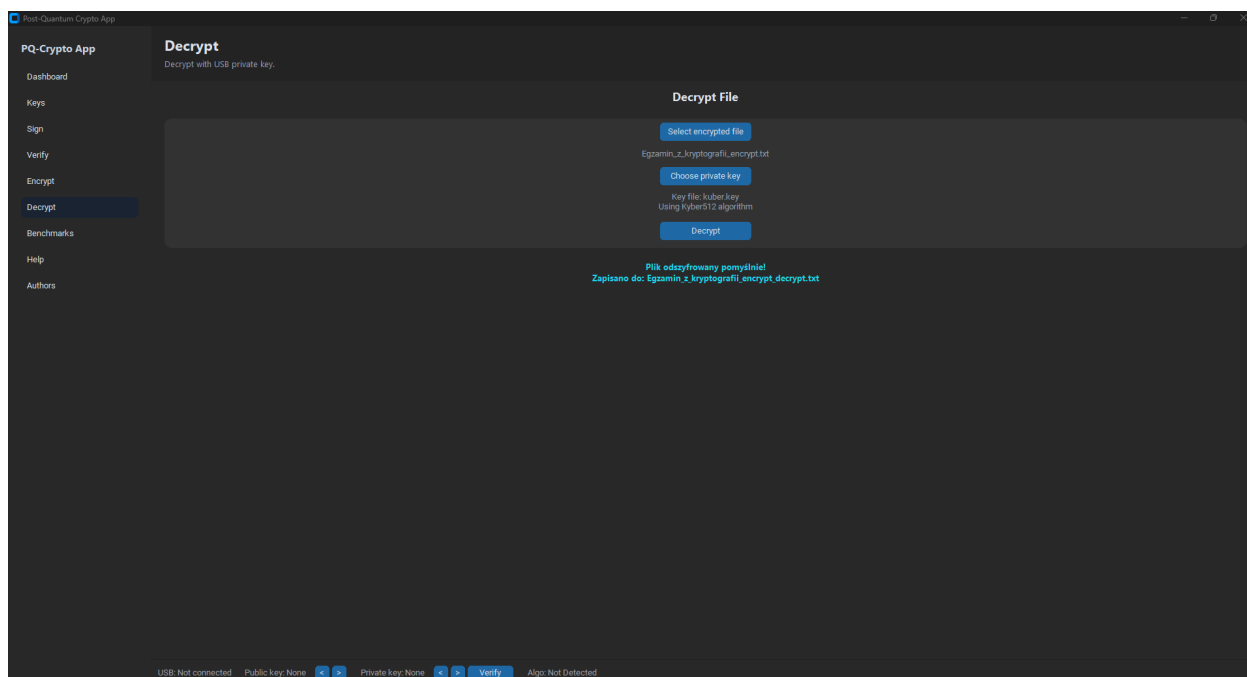 Post-Quantum Crypto App
PQ-Crypto App
Dashboard
Keys
Sign
Verify
Encrypt
Decrypt
Benchmarks
Help
Authors
Decrypt
Decrypt with USB private key.
Decrypt File
Select encrypted file
Egzamin_z_kryptografii_encrypt.txt
Choose private key
Key file: kuber.key
Using Kyber512 algorithm
Decrypt
Plik odszyfrowany pomyślnie!
Zapisano do: Egzamin_z_kryptografii_encrypt_decrypt.txt
USB: Not connected Public key: None < > Private key: None < > Verify Algo: Not Detected